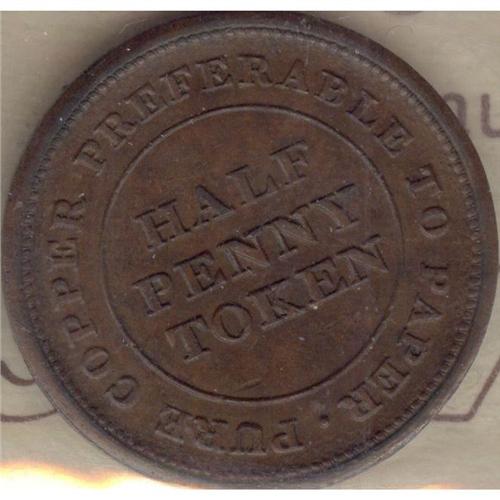 PURE COPPER PREFERABLE TO PAPER.
HALF
PENNY
TOKEN